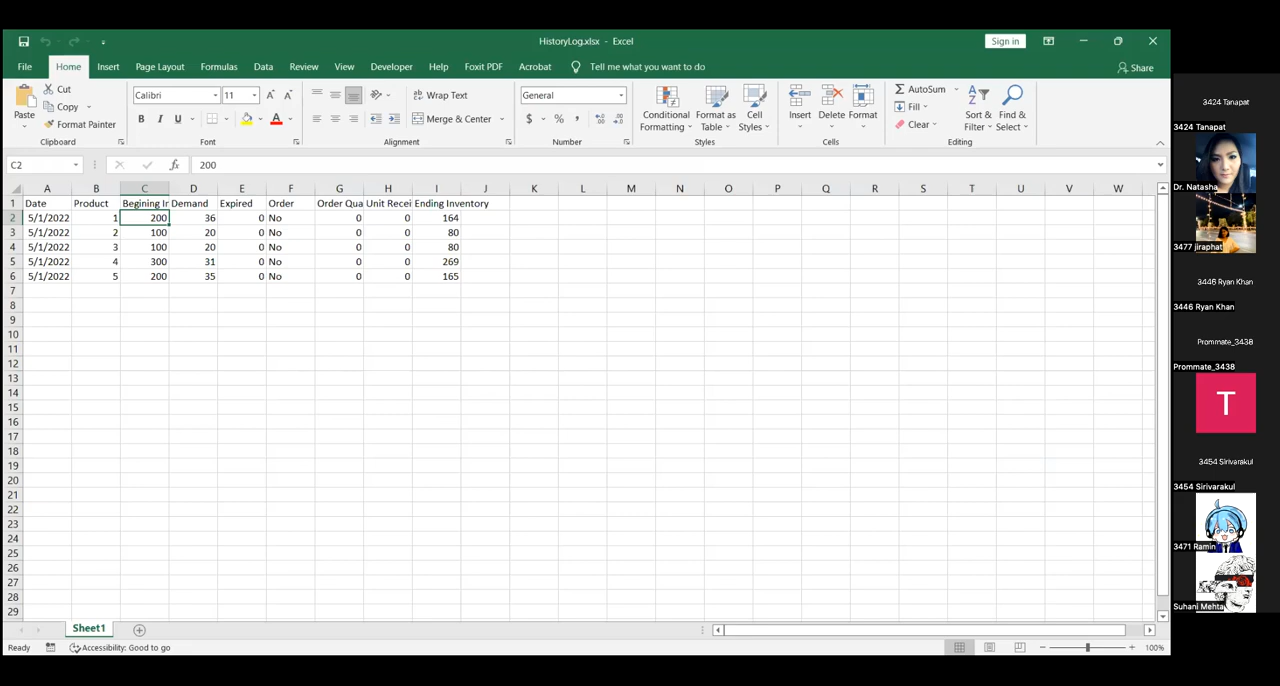 HistoryLog.xlsx - Excel
Sign in
File Home Insert Page Layout Formulas Data Review View Developer Help Foxit PDF Acrobat Tell me what you want to do Share
Paste
Cut
Copy
Format Painter
Clipboard
Calibri 11
B I U
Font
Wrap Text
Merge & Center
Alignment
General
$ % ,
Number
Conditional Formatting
Format as Table
Cell Styles
Styles
Insert Delete Format
Cells
AutoSum
Fill
Clear
Sort & Filter
Find & Select
Editing
C2 fx 200
A B C D E F G H I J K L M N O P Q R S T U V W
1 Date Product Begining Ir Demand Expired Order Order Qua Unit Recei Ending Inventory
2 5/1/2022 1 200 36 0 No 0 0 164
3 5/1/2022 2 100 20 0 No 0 0 80
4 5/1/2022 3 100 20 0 No 0 0 80
5 5/1/2022 4 300 31 0 No 0 0 269
6 5/1/2022 5 200 35 0 No 0 0 165
7
8
9
10
11
12
13
14
15
16
17
18
19
20
21
22
23
24
25
26
27
28
29
Sheet1
Ready Accessibility: Good to go 100%
3424 Tanapat
3424 Tanapat
Dr. Natasha
3477 jiraphat
3446 Ryan Khan
3446 Ryan Khan
Prommate_3438
Prommate_3438
T
3454 Sirivarakul
3454 Sirivarakul
3471 Ramin
Suhani Mehta